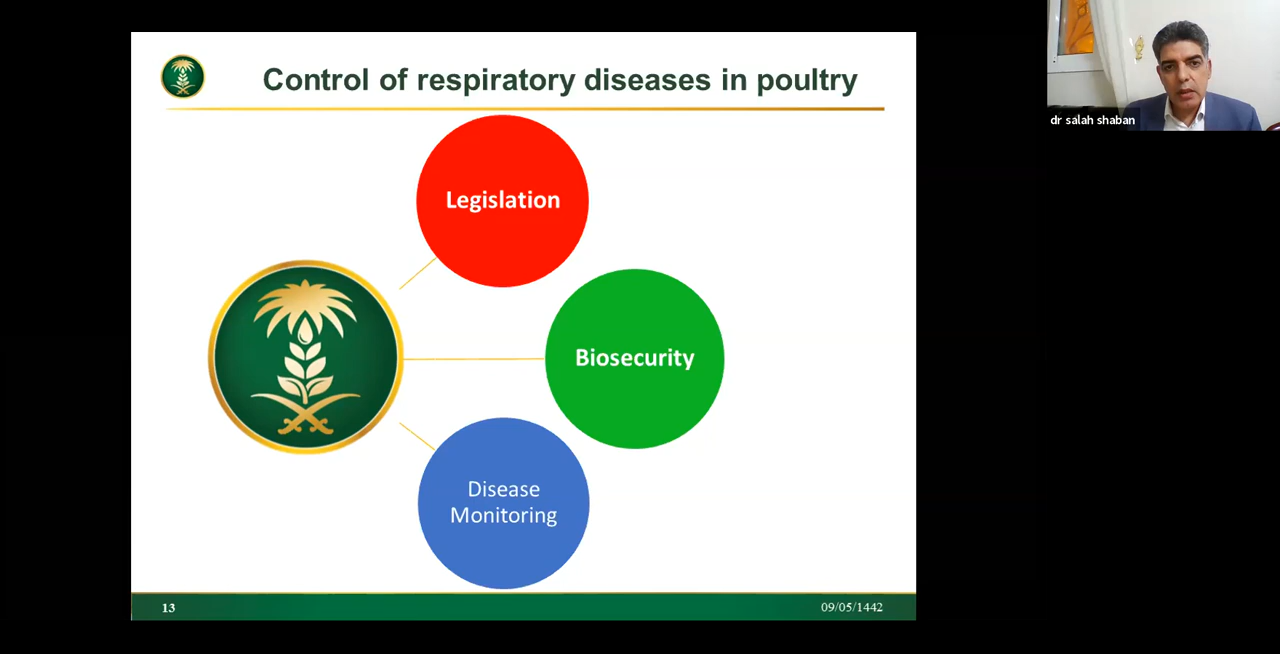 Control of respiratory diseases in poultry
dr salah shaban
Legislation
Biosecurity
Disease
Monitoring
13
09/05/1442